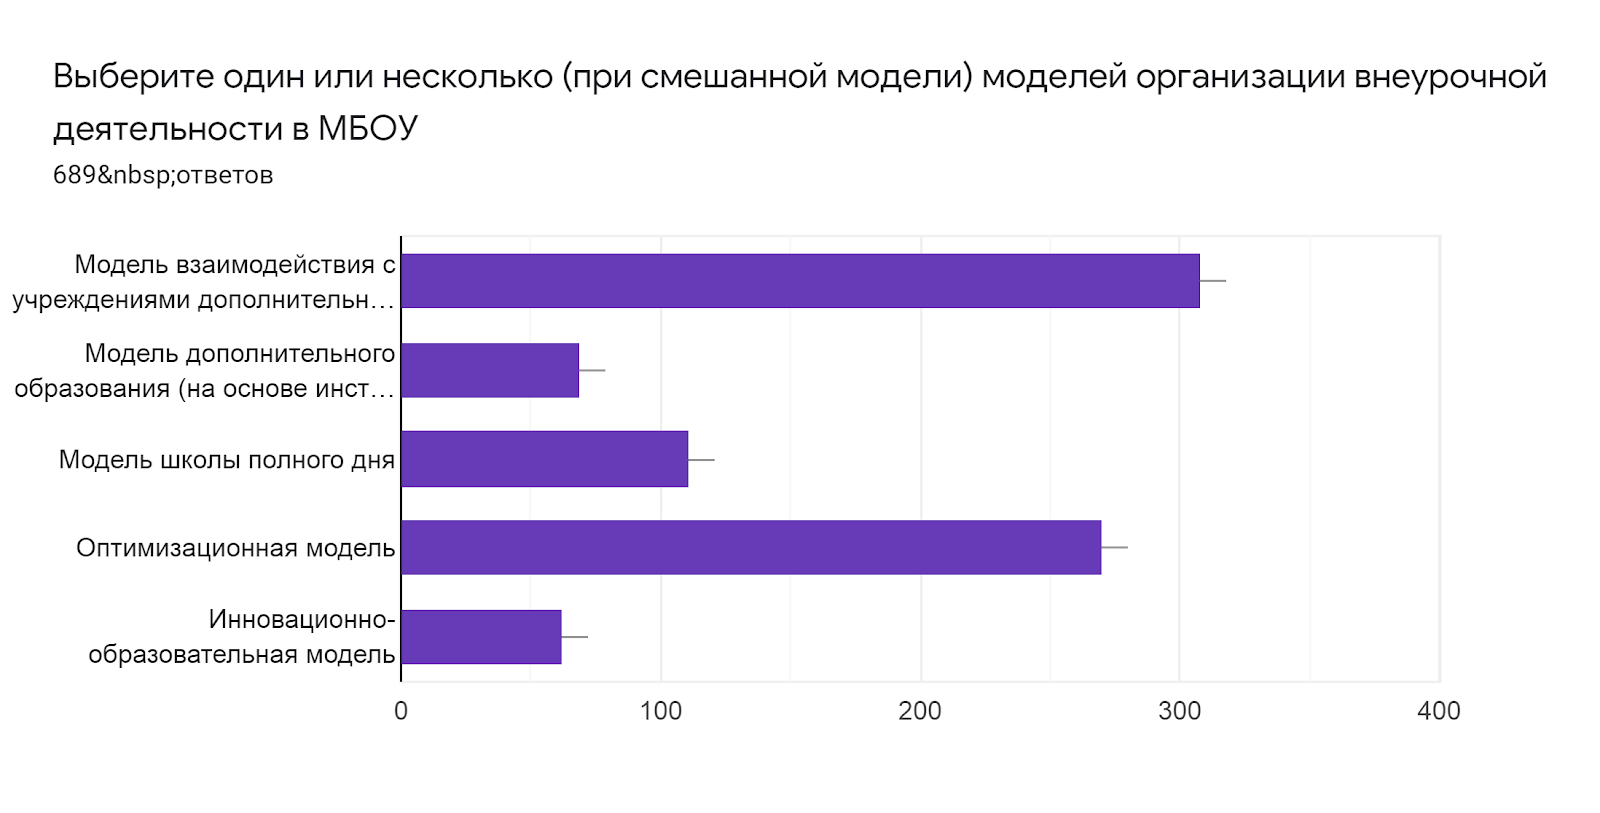 Выберите один или несколько (при смешанной модели) моделей организации внеурочной
деятельности в МБОУ
689&nbsp;ответов
Модель взаимодействия с
учреждениями дополнительн…
Модель дополнительного
образования (на основе инст…
Модель школы полного дня
Оптимизационная модель
Инновационно-
образовательная модель
0 100 200 300 400